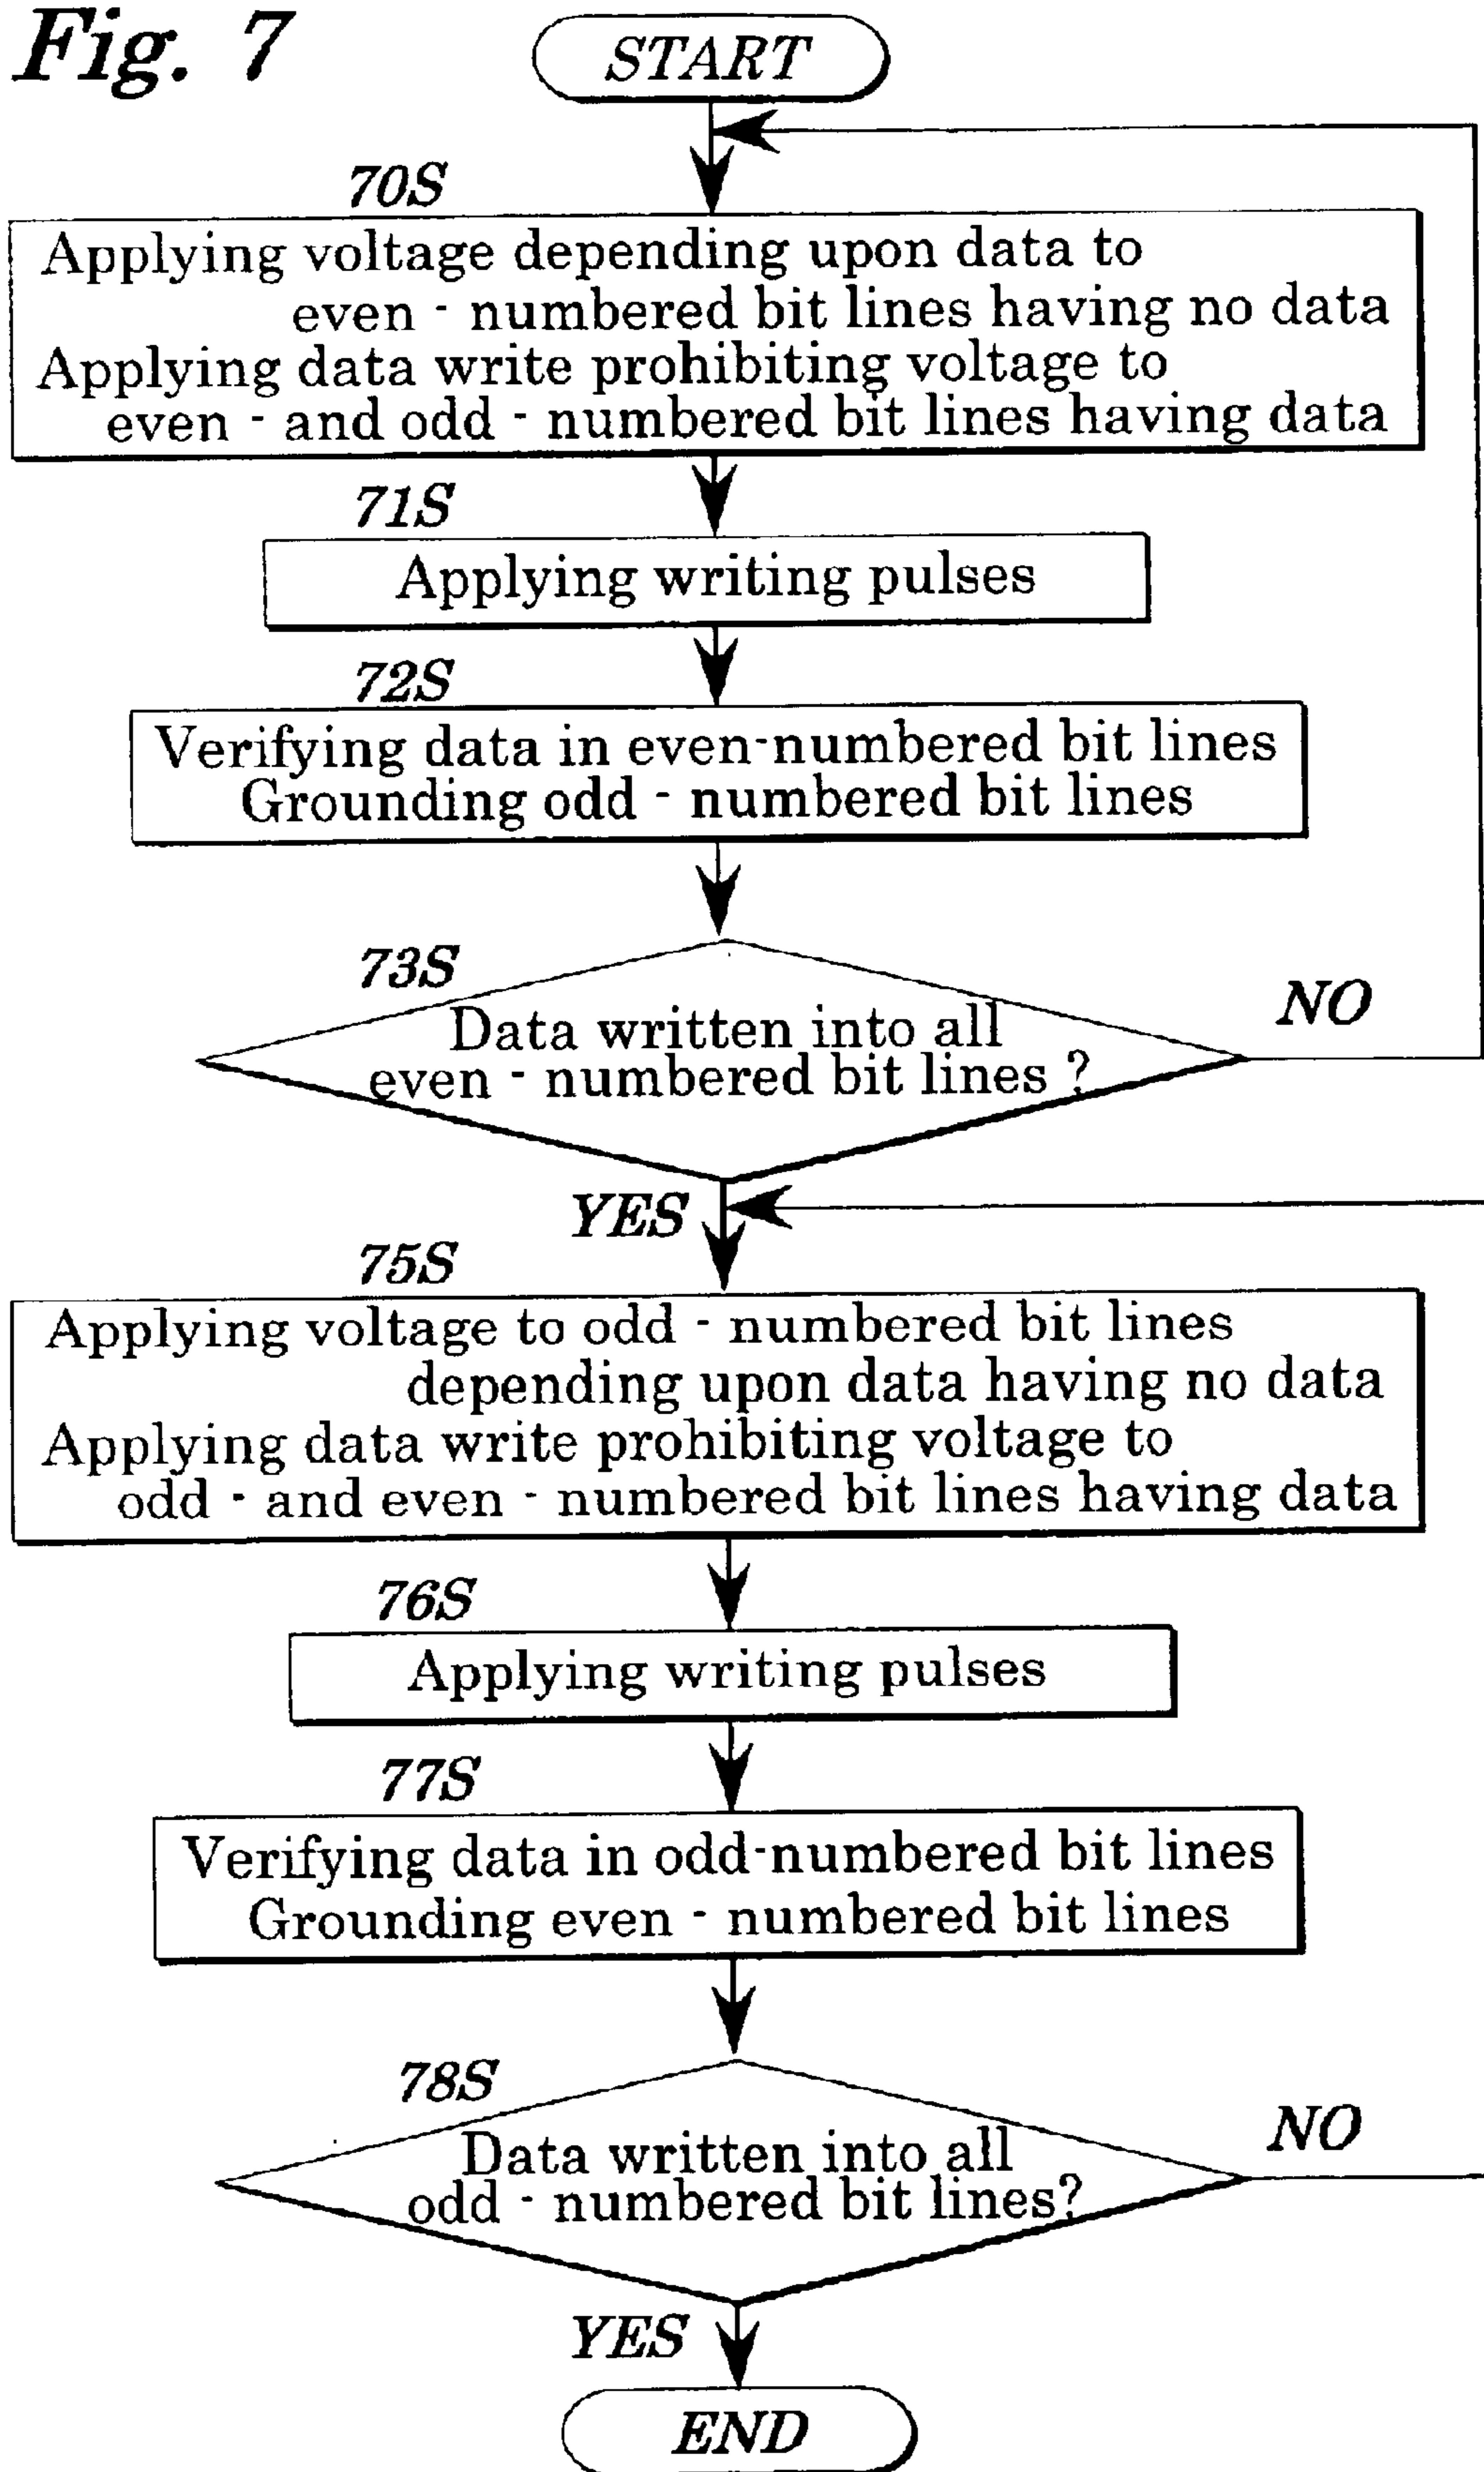 Fig. 7
START
70S
Applying voltage depending upon data to
even - numbered bit lines having no data
Applying data write prohibiting voltage to
even - and odd - numbered bit lines having data
71S
Applying writing pulses
72S
Verifying data in even-numbered bit lines
Grounding odd - numbered bit lines
73S
Data written into all
even - numbered bit lines ?
NO
YES
75S
Applying voltage to odd - numbered bit lines
depending upon data having no data
Applying data write prohibiting voltage to
odd - and even - numbered bit lines having data
76S
Applying writing pulses
77S
Verifying data in odd-numbered bit lines
Grounding even - numbered bit lines
78S
Data written into all
odd - numbered bit lines?
NO
YES
END